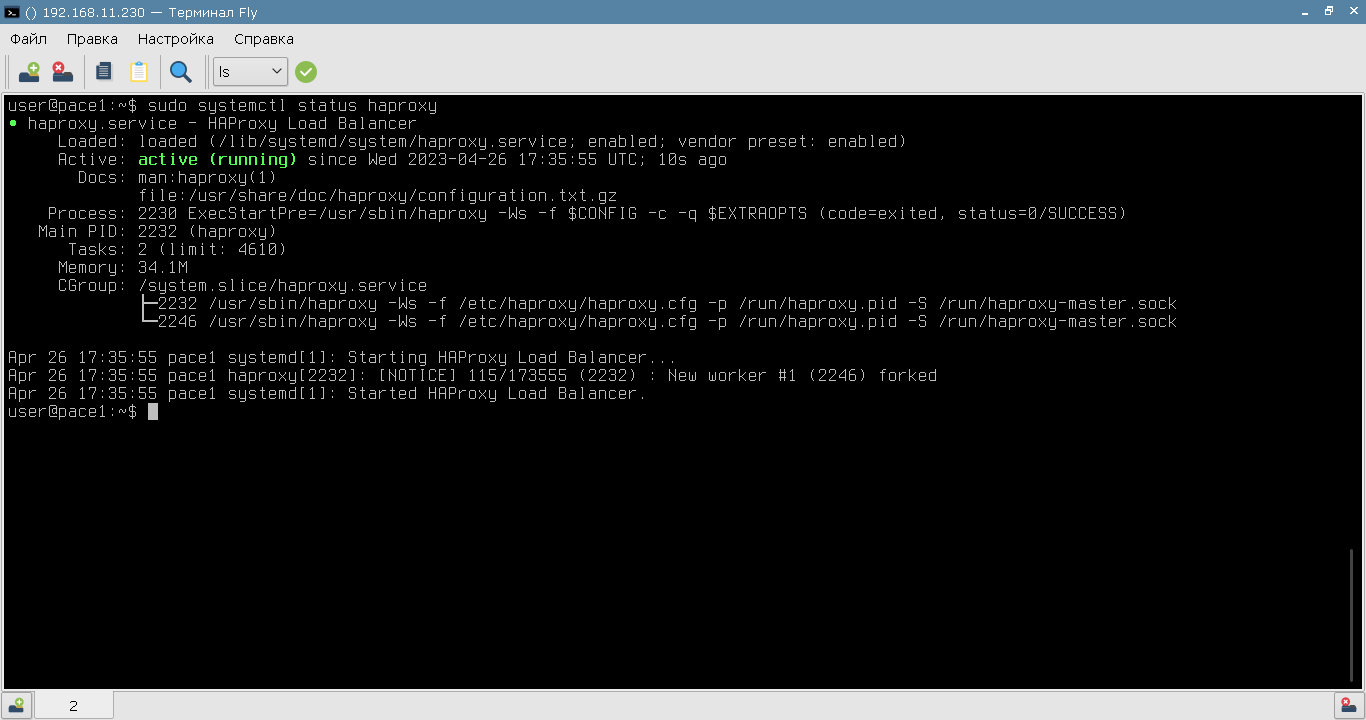 () 192.168.11.230 — Терминал Fly
Файл Правка Настройка Справка
ls
user@pace1:~$ sudo systemctl status haproxy
● haproxy.service - HAProxy Load Balancer
Loaded: loaded (/lib/systemd/system/haproxy.service; enabled; vendor preset: enabled)
Active: active (running) since Wed 2023-04-26 17:35:55 UTC; 10s ago
Docs: man:haproxy(1)
file:/usr/share/doc/haproxy/configuration.txt.gz
Process: 2230 ExecStartPre=/usr/sbin/haproxy -Ws -f $CONFIG -c -q $EXTRAOPTS (code=exited, status=0/SUCCESS)
Main PID: 2232 (haproxy)
Tasks: 2 (limit: 4610)
Memory: 34.1M
CGroup: /system.slice/haproxy.service
├─2232 /usr/sbin/haproxy -Ws -f /etc/haproxy/haproxy.cfg -p /run/haproxy.pid -S /run/haproxy-master.sock
└─2246 /usr/sbin/haproxy -Ws -f /etc/haproxy/haproxy.cfg -p /run/haproxy.pid -S /run/haproxy-master.sock
Apr 26 17:35:55 pace1 systemd[1]: Starting HAProxy Load Balancer...
Apr 26 17:35:55 pace1 haproxy[2232]: [NOTICE] 115/173555 (2232) : New worker #1 (2246) forked
Apr 26 17:35:55 pace1 systemd[1]: Started HAProxy Load Balancer.
user@pace1:~$
2